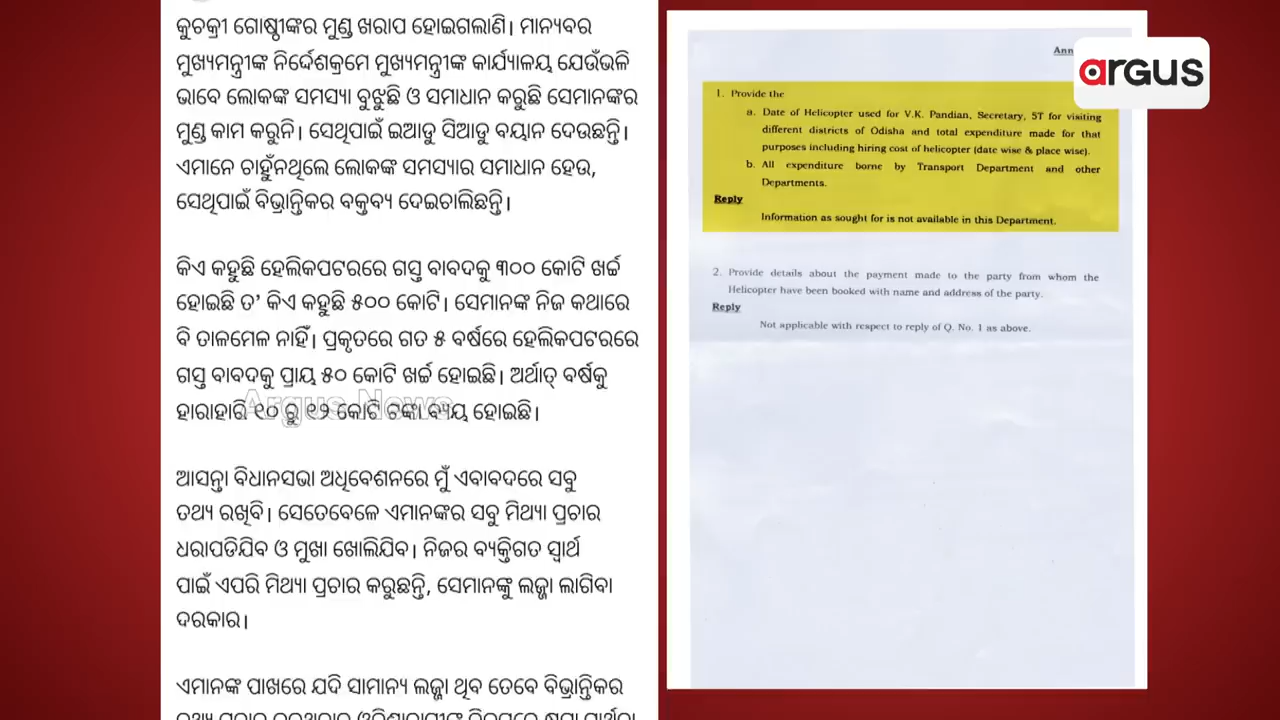 କୁଚକ୍ରୀ ଗୋଷ୍ଠୀଙ୍କର ମୁଣ୍ଡ ଖରାପ ହୋଇଗଲାଣି। ମାନ୍ୟବର
ମୁଖ୍ୟମନ୍ତ୍ରୀଙ୍କ ନିର୍ଦ୍ଦେଶକ୍ରମେ ମୁଖ୍ୟମନ୍ତ୍ରୀଙ୍କ କାର୍ଯ୍ୟାଳୟ ଯେଉଁଭଳି
ଭାବେ ଲୋକଙ୍କ ସମସ୍ୟା ବୁଝୁଛି ଓ ସମାଧାନ କରୁଛି ସେମାନଙ୍କର
ମୁଣ୍ଡ କାମ କରୁନି। ସେଥିପାଇଁ ଇଆଡୁ ସିଆଡୁ ବୟାନ ଦେଉଛନ୍ତି।
ଏମାନେ ଚାହୁଁନଥିଲେ ଲୋକଙ୍କ ସମସ୍ୟାର ସମାଧାନ ହେଉ,
ସେଥିପାଇଁ ବିଭ୍ରାନ୍ତିକର ବକ୍ତବ୍ୟ ଦେଇଚାଲିଛନ୍ତି।
କିଏ କହୁଛି ହେଲିକପଟରରେ ଗସ୍ତ ବାବଦକୁ ୩୦୦ କୋଟି ଖର୍ଚ୍ଚ
ହୋଇଛି ତ’ କିଏ କହୁଛି ୫୦୦ କୋଟି। ସେମାନଙ୍କ ନିଜ କଥାରେ
ବି ତାଳମେଳ ନାହିଁ। ପ୍ରକୃତରେ ଗତ ୫ ବର୍ଷରେ ହେଲିକପଟରରେ
ଗସ୍ତ ବାବଦକୁ ପ୍ରାୟ ୫୦ କୋଟି ଖର୍ଚ୍ଚ ହୋଇଛି। ଅର୍ଥାତ୍ ବର୍ଷକୁ
ହାରାହାରି ୧୦ ରୁ ୧୨ କୋଟି ଟଙ୍କା ବ୍ୟୟ ହୋଇଛି।
Argus News
ଆସନ୍ତା ବିଧାନସଭା ଅଧିବେଶନରେ ମୁଁ ଏବାବଦରେ ସବୁ
ତଥ୍ୟ ରଖିବି। ସେତେବେଳେ ଏମାନଙ୍କର ସବୁ ମିଥ୍ୟା ପ୍ରଚାର
ଧରାପଡିଯିବ ଓ ମୁଖା ଖୋଲିଯିବ। ନିଜର ବ୍ୟକ୍ତିଗତ ସ୍ୱାର୍ଥ
ପାଇଁ ଏପରି ମିଥ୍ୟା ପ୍ରଚାର କରୁଛନ୍ତି, ସେମାନଙ୍କୁ ଲଜ୍ଜା ଲାଗିବା
ଦରକାର।
ଏମାନଙ୍କ ପାଖରେ ଯଦି ସାମାନ୍ୟ ଲଜ୍ଜା ଥିବ ତେବେ ବିଭ୍ରାନ୍ତିକର
argus
1. Provide the
a. Date of Helicopter used for V.K. Pandian, Secretary, 5T for visiting
different districts of Odisha and total expenditure made for that
purposes including hiring cost of helicopter (date wise & place wise).
b. All expenditure borne by Transport Department and other
Departments.
Reply
Information as sought for is not available in this Department.
2. Provide details about the payment made to the party from whom the
Helicopter have been booked with name and address of the party.
Reply
Not applicable with respect to reply of Q. No. 1 as above.